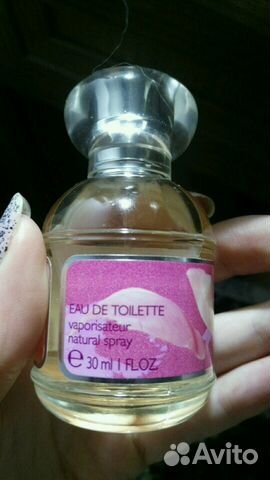 EAU DE TOILETTE
vaporisateur
natural spray
e 30 ml 1 FL.OZ.
Avito